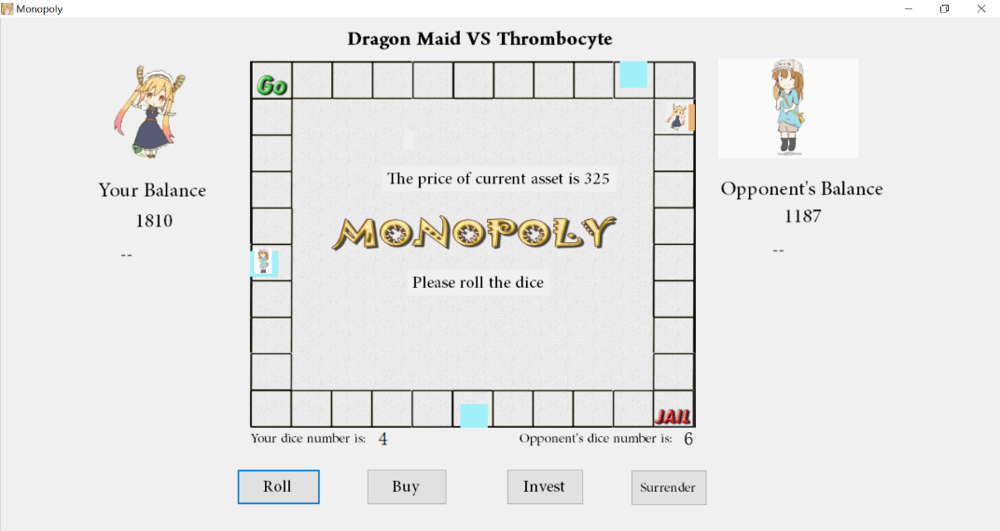 Monopoly
Dragon Maid VS Thrombocyte
Go
Your Balance
1810
--
The price of current asset is 325
MONOPOLY
Please roll the dice
Opponent's Balance
1187
--
JAIL
Your dice number is: 4
Opponent's dice number is: 6
Roll
Buy
Invest
Surrender